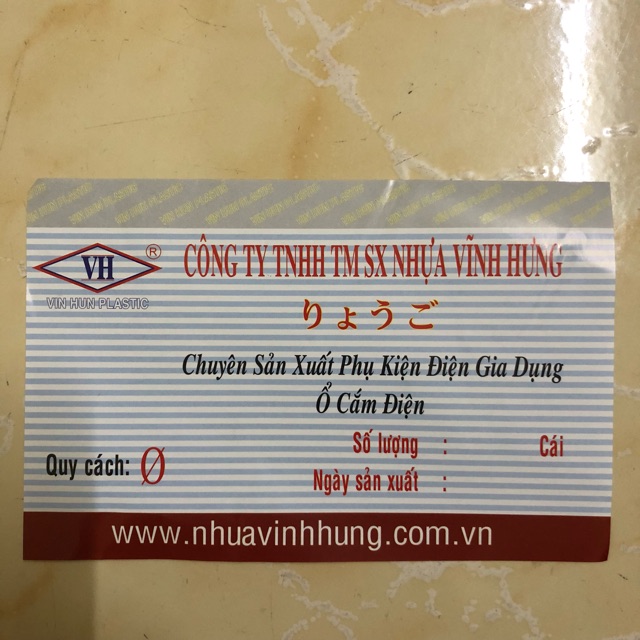 VH ®
VIN HUN PLASTIC
CÔNG TY TNHH TM SX NHỰA VĨNH HƯNG
りょうご
Chuyên Sản Xuất Phụ Kiện Điện Gia Dụng
Ổ Cắm Điện
Số lượng : Cái
Quy cách: Ø
Ngày sản xuất :
www.nhuavinhhung.com.vn